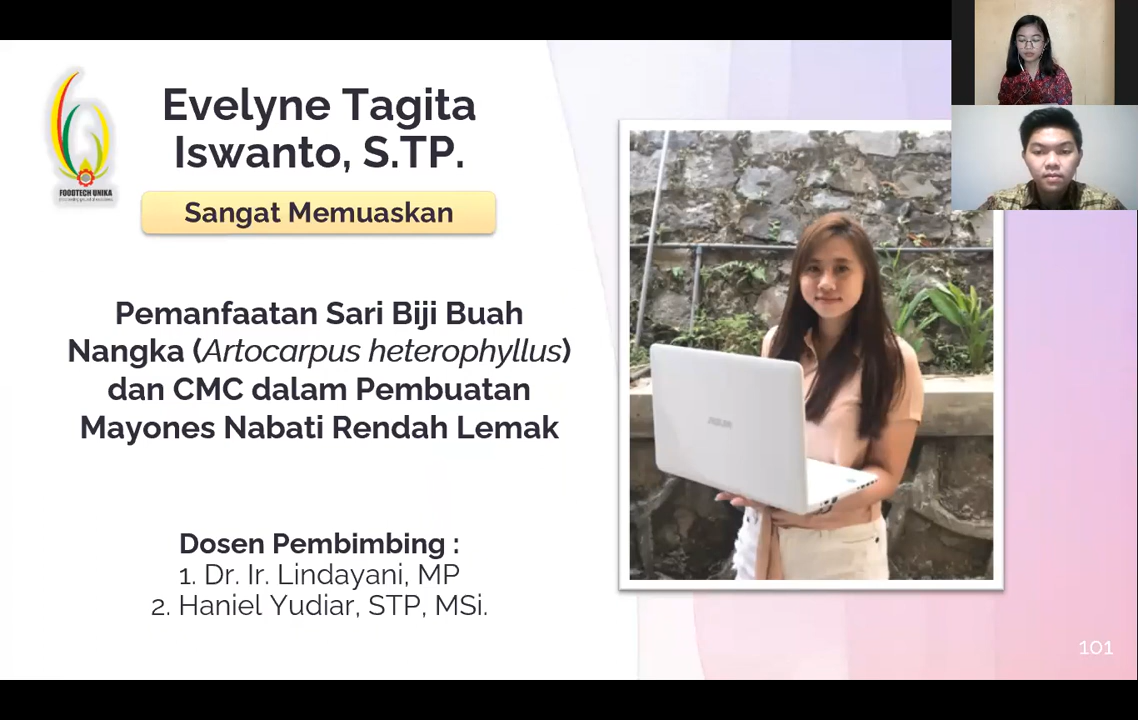 Evelyne Tagita
Iswanto, S.TP.
FOODTECH UNIKA
Sangat Memuaskan
Pemanfaatan Sari Biji Buah
Nangka (Artocarpus heterophyllus)
dan CMC dalam Pembuatan
Mayones Nabati Rendah Lemak
ASUS
Dosen Pembimbing :
1. Dr. Ir. Lindayani, MP
2. Haniel Yudiar, STP, MSi.
101